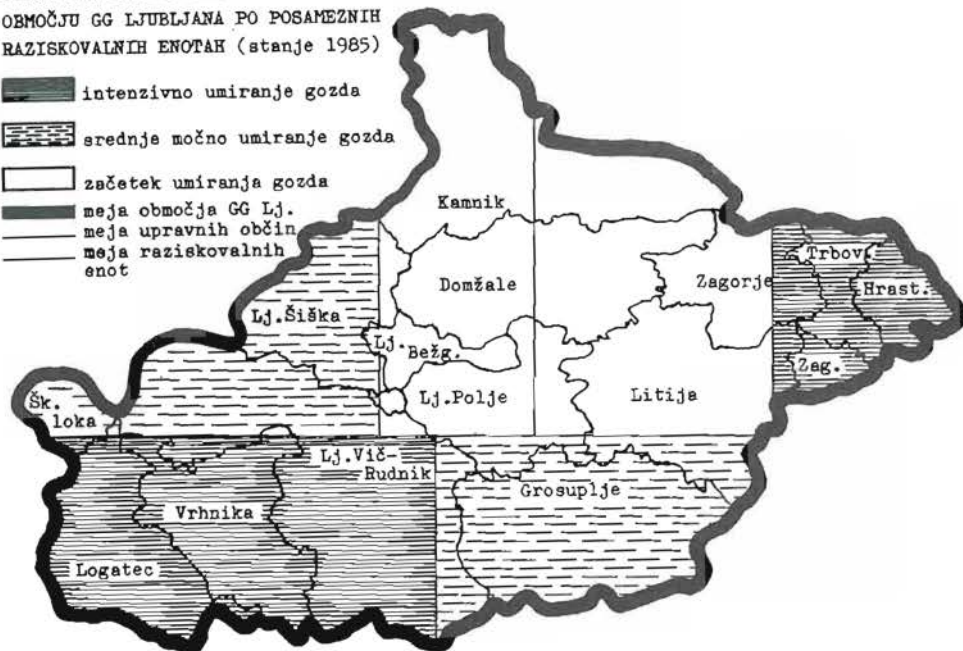 OBMOČJU GG LJUBLJANA PO POSAMEZNIH
RAZISKOVALNIH ENOTAH (stanje 1985)
intenzivno umiranje gozda
srednje močno umiranje gozda
začetek umiranja gozda
meja območja GG Lj.
meja upravnih občin
meja raziskovalnih
enot
Kamnik
Domžale
Zagorje
Trbov.
Hrast.
Lj.Šiška
Lj.
Bežg.
Zag.
Lj.Polje
Litija
Šk.
loka
Lj.Vič-
Rudnik
Grosuplje
Vrhnika
Logatec